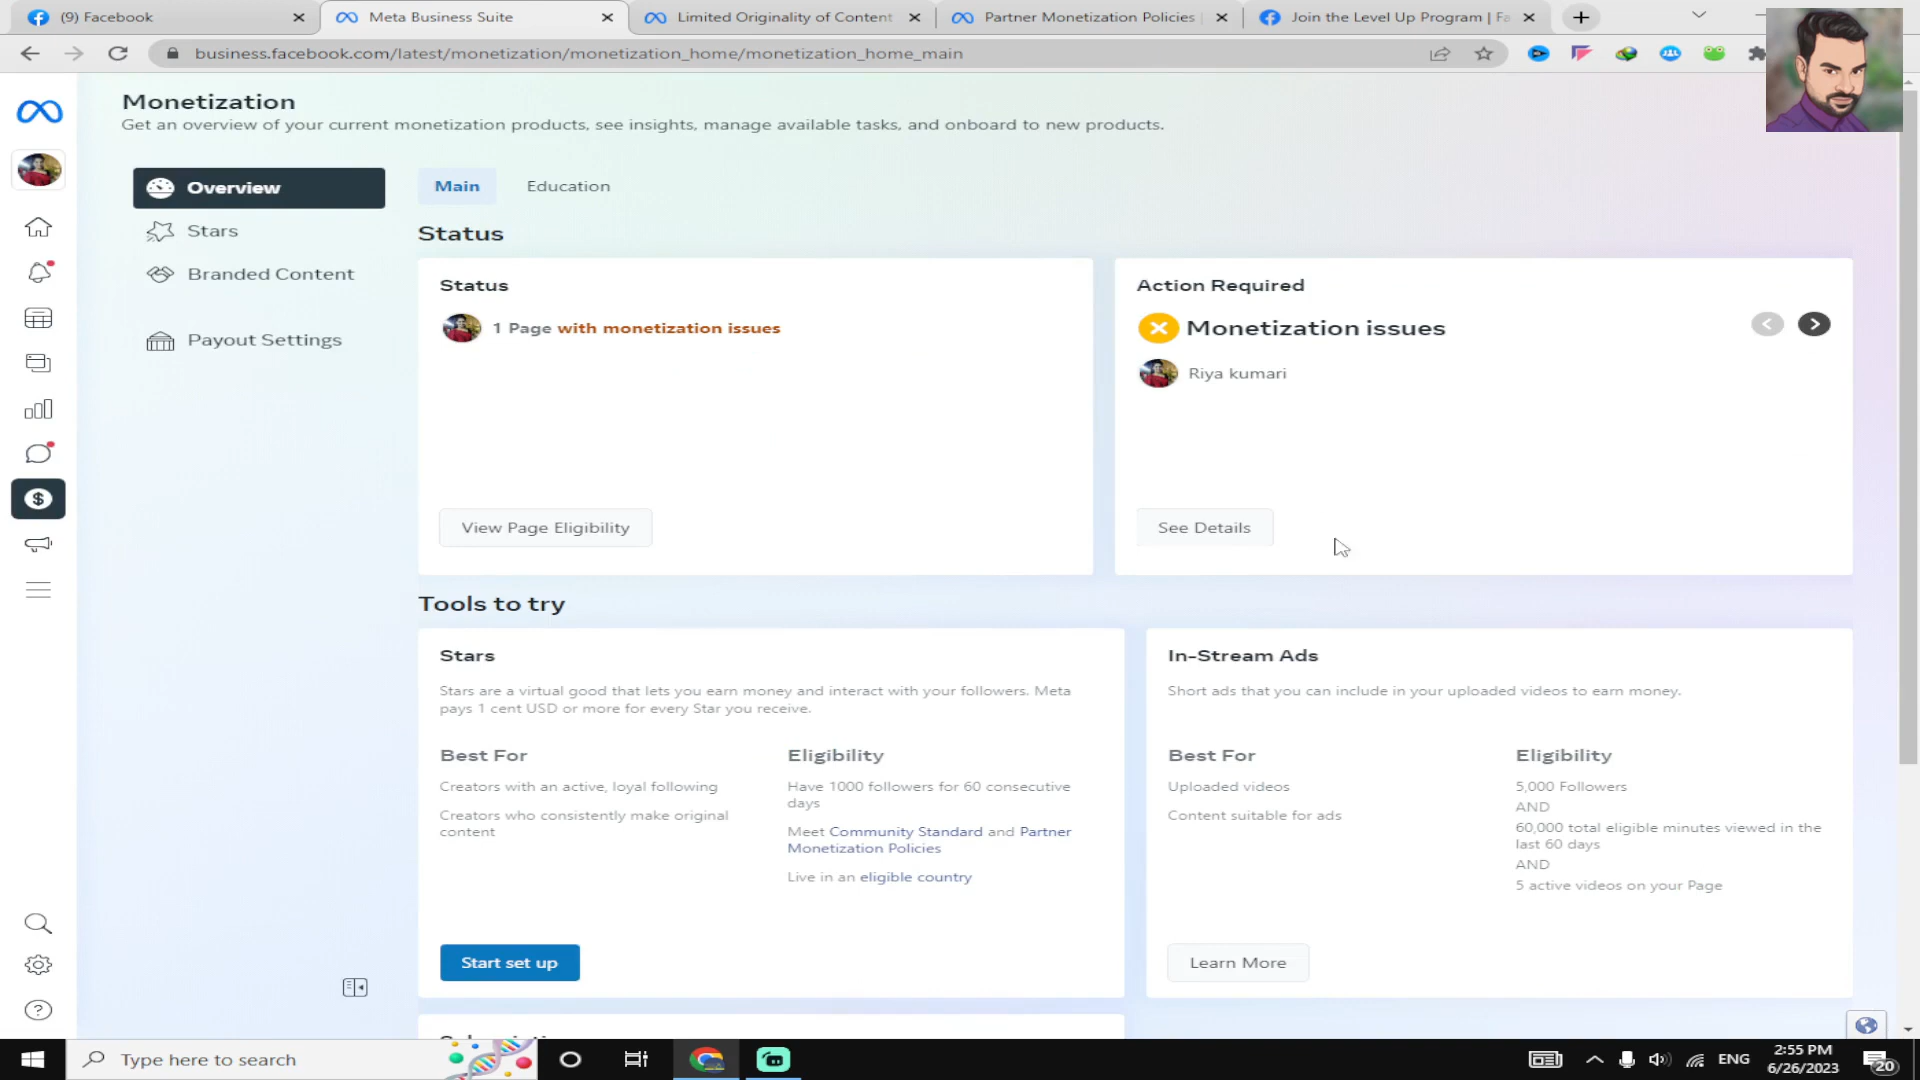 (9) Facebook
Meta Business Suite
Limited Originality of Content
Partner Monetization Policies
Join the Level Up Program | Fa
business.facebook.com/latest/monetization/monetization_home/monetization_home_main
Monetization
Get an overview of your current monetization products, see insights, manage available tasks, and onboard to new products.
Overview
Stars
Branded Content
Payout Settings
Main
Education
Status
Status
1 Page with monetization issues
View Page Eligibility
Action Required
Monetization issues
Riya kumari
See Details
Tools to try
Stars
Stars are a virtual good that lets you earn money and interact with your followers. Meta
pays 1 cent USD or more for every Star you receive.
Best For
Creators with an active, loyal following
Creators who consistently make original
content
Eligibility
Have 1000 followers for 60 consecutive
days
Meet Community Standard and Partner
Monetization Policies
Live in an eligible country
Start set up
In-Stream Ads
Short ads that you can include in your uploaded videos to earn money.
Best For
Uploaded videos
Content suitable for ads
Eligibility
5,000 Followers
AND
60,000 total eligible minutes viewed in the
last 60 days
AND
5 active videos on your Page
Learn More
Type here to search
ENG
2:55 PM
6/26/2023
20